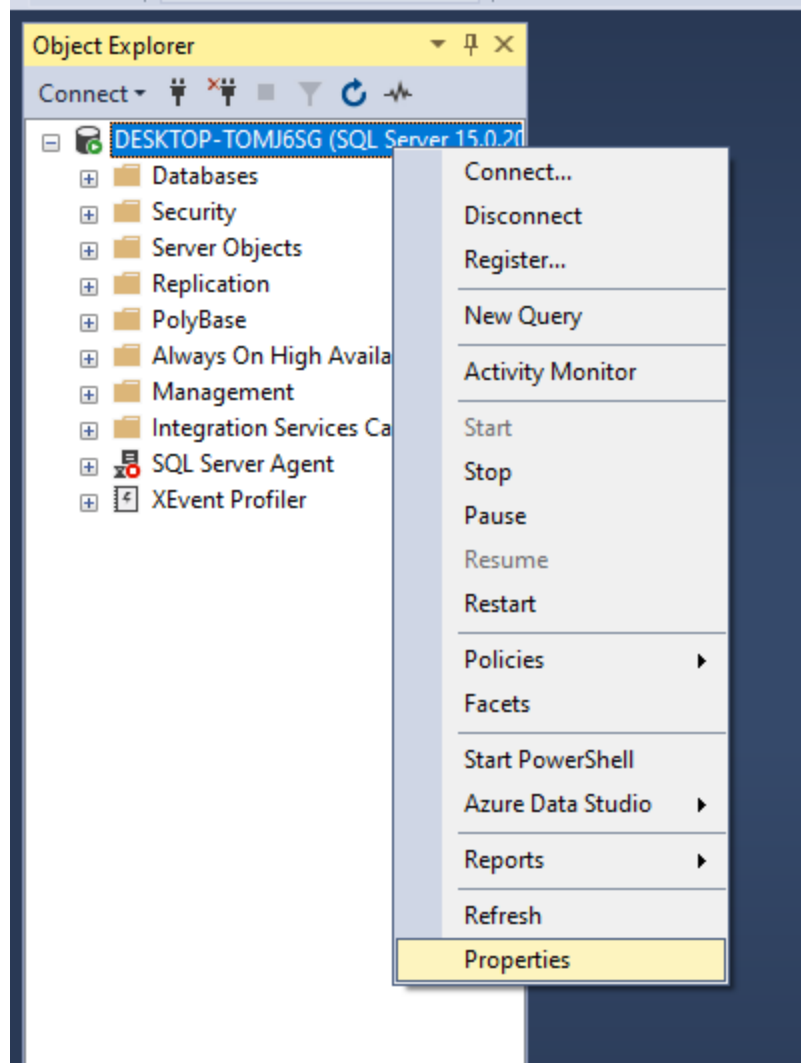 Object Explorer
Connect
DESKTOP-TOMJ6SG (SQL Server 15.0.20
Databases
Security
Server Objects
Replication
PolyBase
Always On High Availa
Management
Integration Services Ca
SQL Server Agent
XEvent Profiler
Connect...
Disconnect
Register...
New Query
Activity Monitor
Start
Stop
Pause
Resume
Restart
Policies
Facets
Start PowerShell
Azure Data Studio
Reports
Refresh
Properties